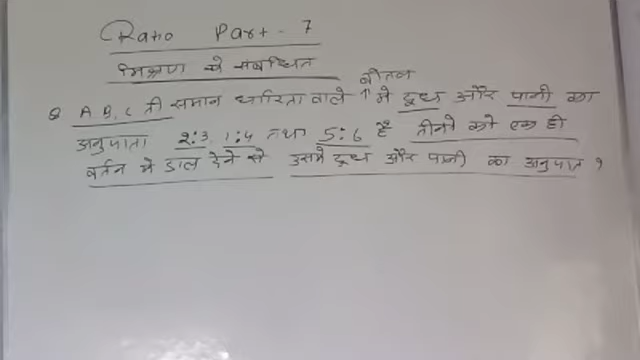 Ratio Part - 7
मिश्रण से संबंधित
Q A, B, C ती समान धारिता वाले बोतल में दूध और पानी का
अनुपात 2:3, 1:4 तथा 5:6 है तीनों को एक ही
बर्तन में डाल देने से उसमें दूध और पानी का अनुपात ?